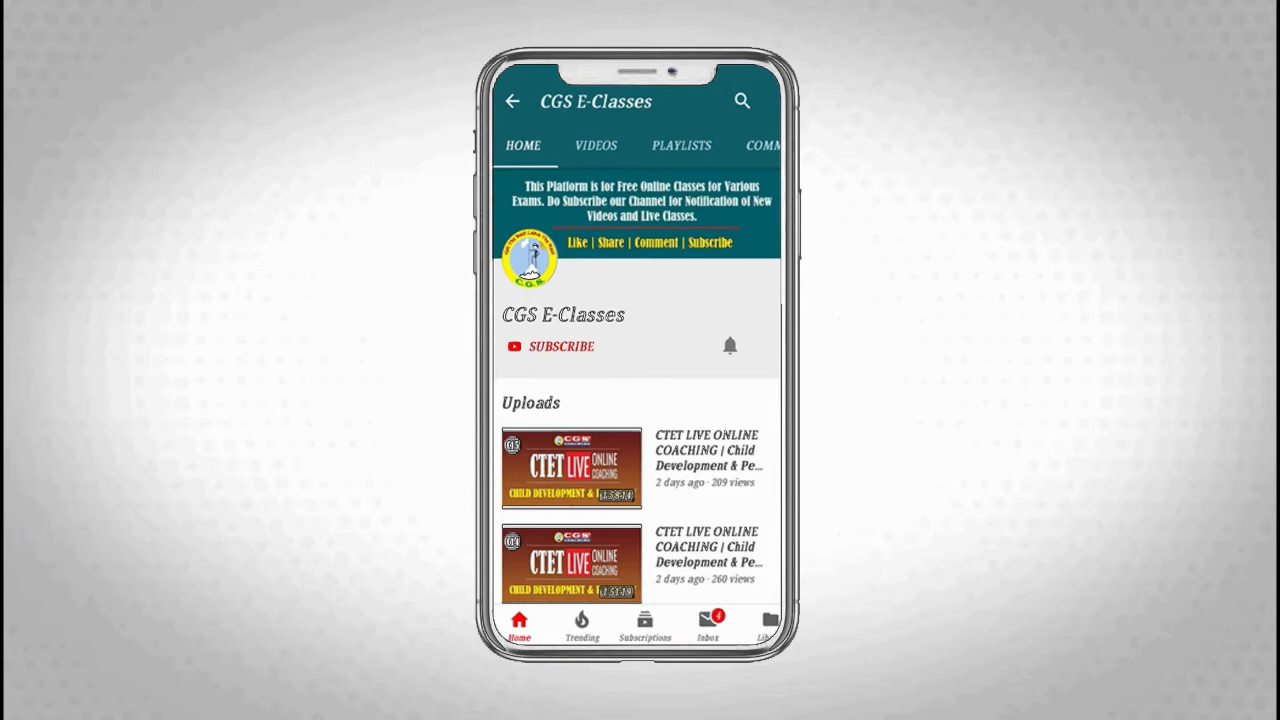 CGS E-Classes
HOME VIDEOS PLAYLISTS COMM
This Platform is for Free Online Classes for Various
Exams. Do Subscribe our Channel for Notification of New
Videos and Live Classes.
Like | Share | Comment | Subscribe
C.G.S.
CGS E-Classes
SUBSCRIBE
Uploads
CGS
CTET LIVE ONLINE COACHING
CHILD DEVELOPMENT &
CTET LIVE ONLINE
COACHING | Child
Development & Pe...
2 days ago · 209 views
CGS
CTET LIVE ONLINE COACHING
CHILD DEVELOPMENT &
CTET LIVE ONLINE
COACHING | Child
Development & Pe...
2 days ago · 260 views
4
Home Trending Subscriptions Inbox Lib